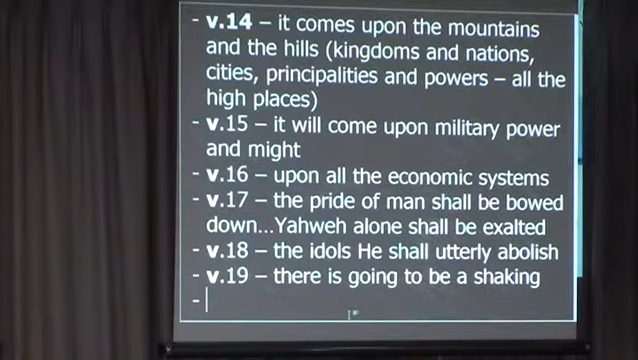 - v.14 – it comes upon the mountains
and the hills (kingdoms and nations,
cities, principalities and powers – all the
high places)
- v.15 – it will come upon military power
and might
- v.16 – upon all the economic systems
- v.17 – the pride of man shall be bowed
down...Yahweh alone shall be exalted
- v.18 – the idols He shall utterly abolish
- v.19 – there is going to be a shaking
-